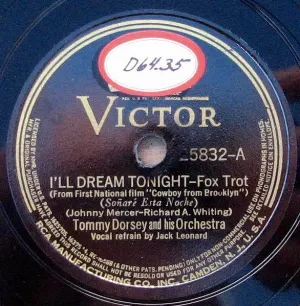 D64.35
VICTOR
25832-A
I'LL DREAM TONIGHT-Fox Trot
(From First National film "Cowboy from Brooklyn")
(Soñaré Esta Noche)
(Johnny Mercer-Richard A. Whiting)
Tommy Dorsey and his Orchestra
Vocal refrain by Jack Leonard
RCA MANUFACTURING CO. INC. CAMDEN, N.J., U.S.A.